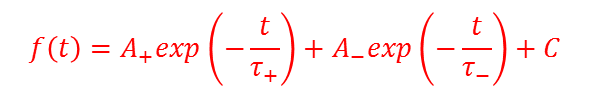 f(t) = A₊exp(−t/τ₊) + A₋exp(−t/τ₋) + C